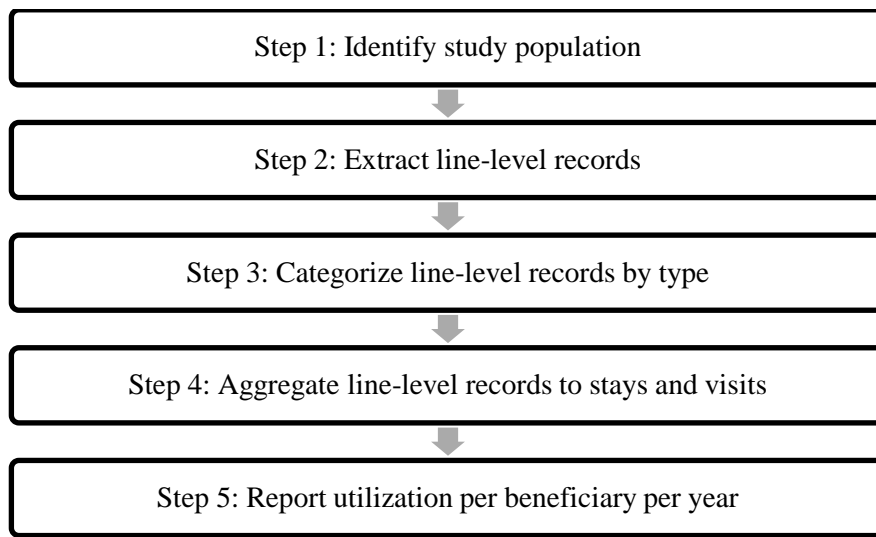 Step 1: Identify study population
Step 2: Extract line-level records
Step 3: Categorize line-level records by type
Step 4: Aggregate line-level records to stays and visits
Step 5: Report utilization per beneficiary per year